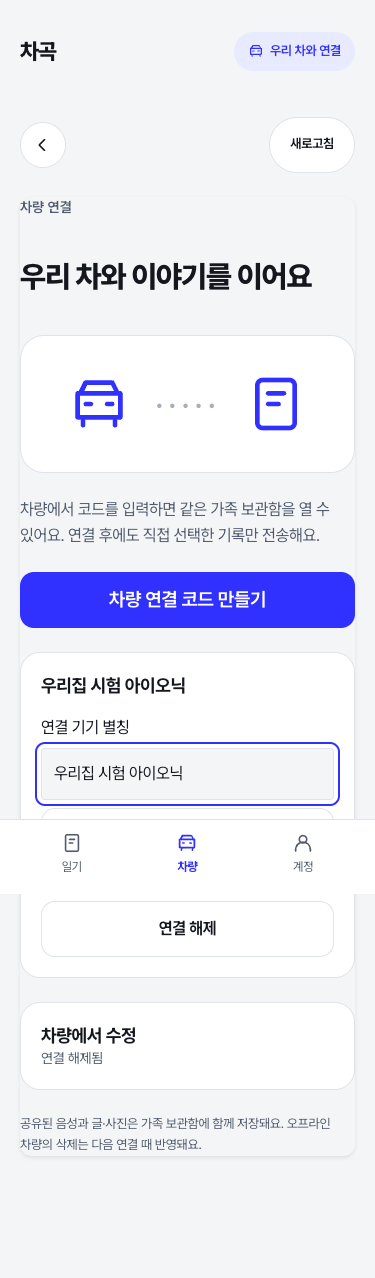 차곡
우리 차와 연결
새로고침
차량 연결
우리 차와 이야기를 이어요
차량에서 코드를 입력하면 같은 가족 보관함을 열 수
있어요. 연결 후에도 직접 선택한 기록만 전송해요.
차량 연결 코드 만들기
우리집 시험 아이오닉
연결 기기 별칭
우리집 시험 아이오닉
일기
차량
계정
연결 해제
차량에서 수정
연결 해제됨
공유된 음성과 글·사진은 가족 보관함에 함께 저장돼요. 오프라인
차량의 삭제는 다음 연결 때 반영돼요.